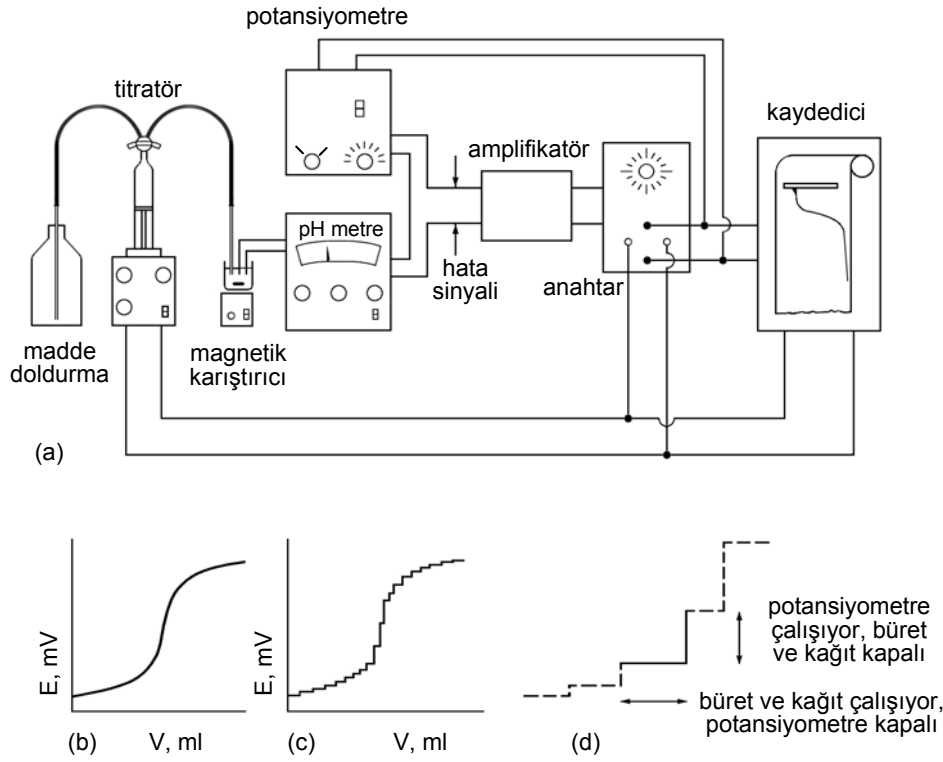 potansiyometre
titratör
kaydedici
amplifikatör
pH metre
hata
sinyali
anahtar
madde
doldurma
magnetik
karıştırıcı
(a)
E, mV
(b)
V, ml
E, mV
(c)
V, ml
potansiyometre
çalışıyor, büret
ve kağıt kapalı
büret ve kağıt çalışıyor,
potansiyometre kapalı
(d)